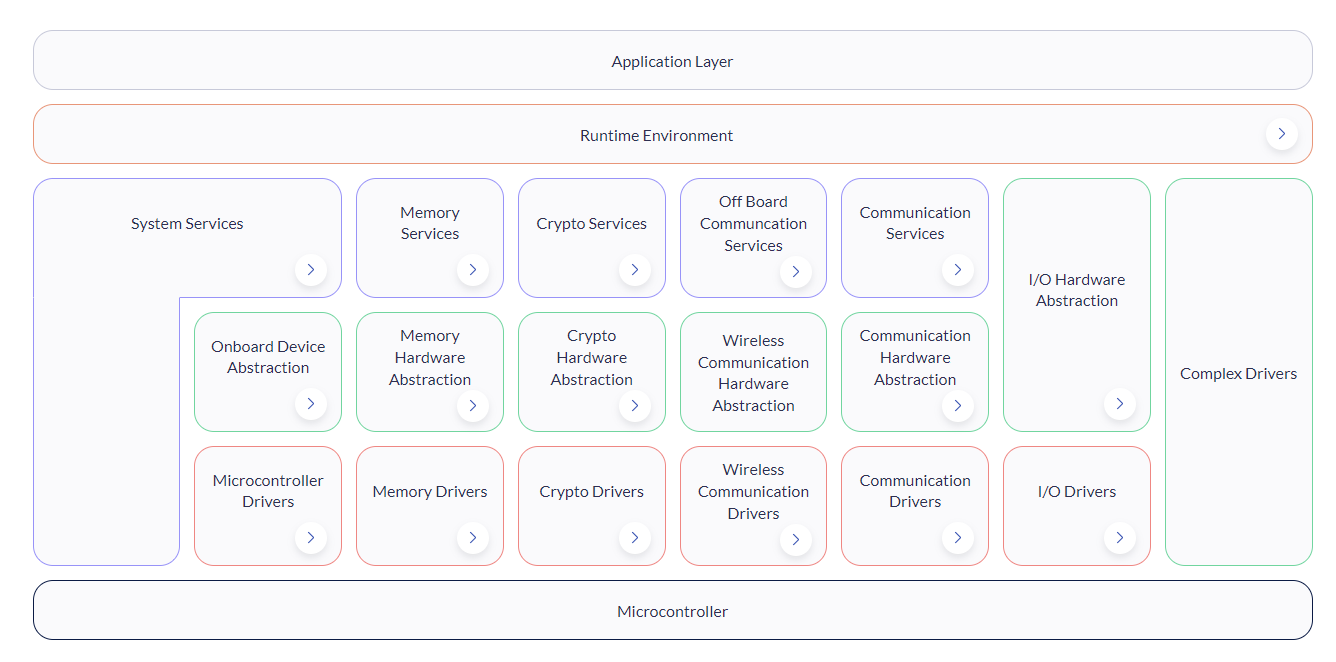 Application Layer
Runtime Environment
System Services
Memory
Services
Crypto Services
Off Board
Communcation
Services
Communication
Services
I/O Hardware
Abstraction
Complex Drivers
Onboard Device
Abstraction
Memory
Hardware
Abstraction
Crypto
Hardware
Abstraction
Wireless
Communication
Hardware
Abstraction
Communication
Hardware
Abstraction
Microcontroller
Drivers
Memory Drivers
Crypto Drivers
Wireless
Communication
Drivers
Communication
Drivers
I/O Drivers
Microcontroller